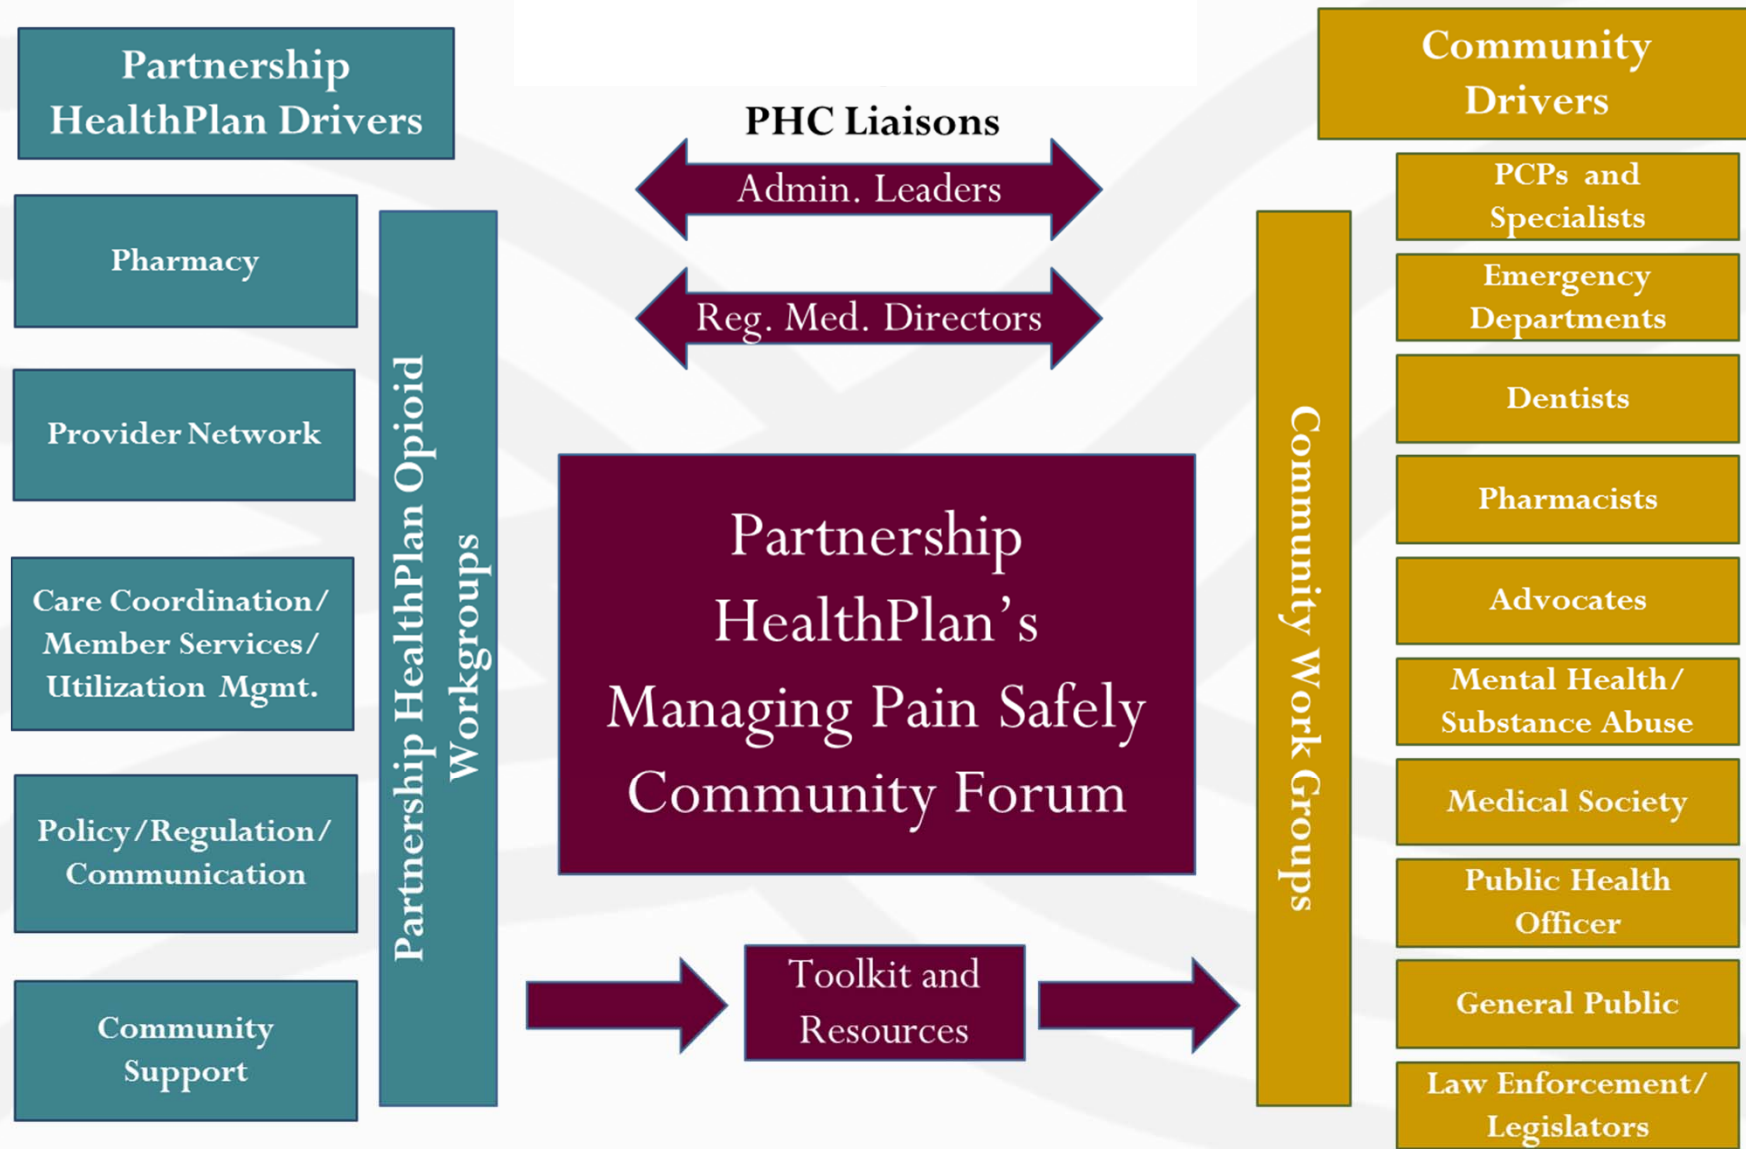 Partnership
HealthPlan Drivers
Pharmacy
Provider Network
Care Coordination/
Member Services/
Utilization Mgmt.
Policy/Regulation/
Communication
Community
Support
Partnership HealthPlan Opioid
Workgroups
PHC Liaisons
Admin. Leaders
Reg. Med. Directors
Partnership
HealthPlan’s
Managing Pain Safely
Community Forum
Toolkit and
Resources
Community Work Groups
Community
Drivers
PCPs and
Specialists
Emergency
Departments
Dentists
Pharmacists
Advocates
Mental Health/
Substance Abuse
Medical Society
Public Health
Officer
General Public
Law Enforcement/
Legislators